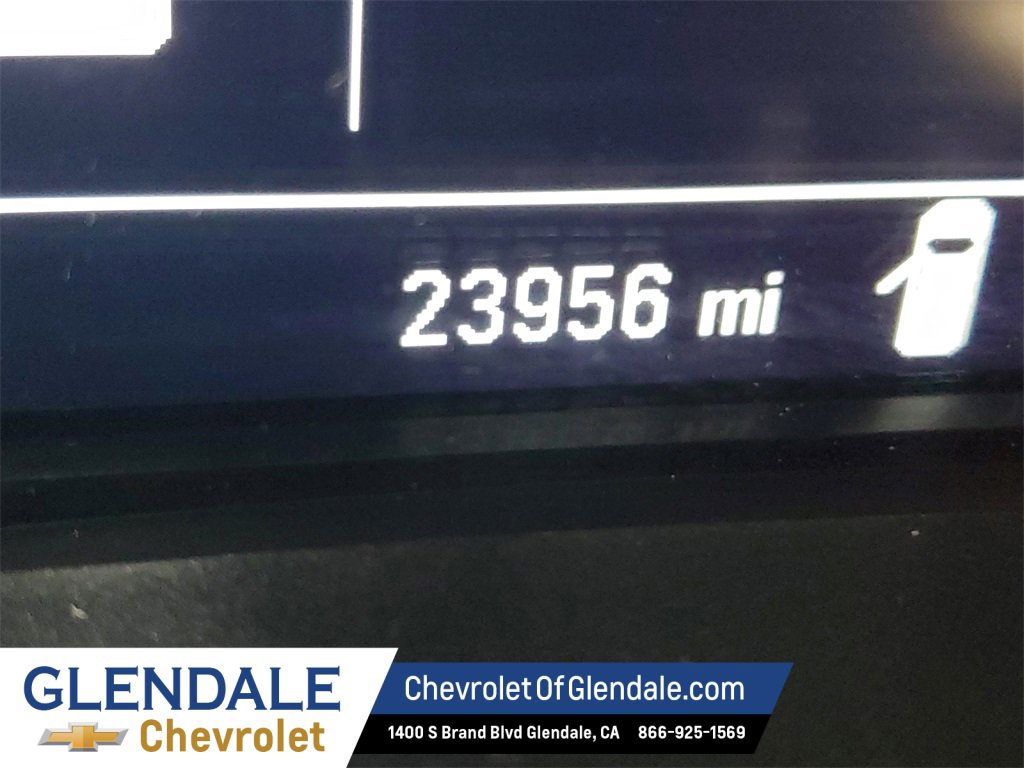 23956 mi
GLENDALE
Chevrolet
ChevroletOfGlendale.com
1400 S Brand Blvd Glendale, CA 866-925-1569